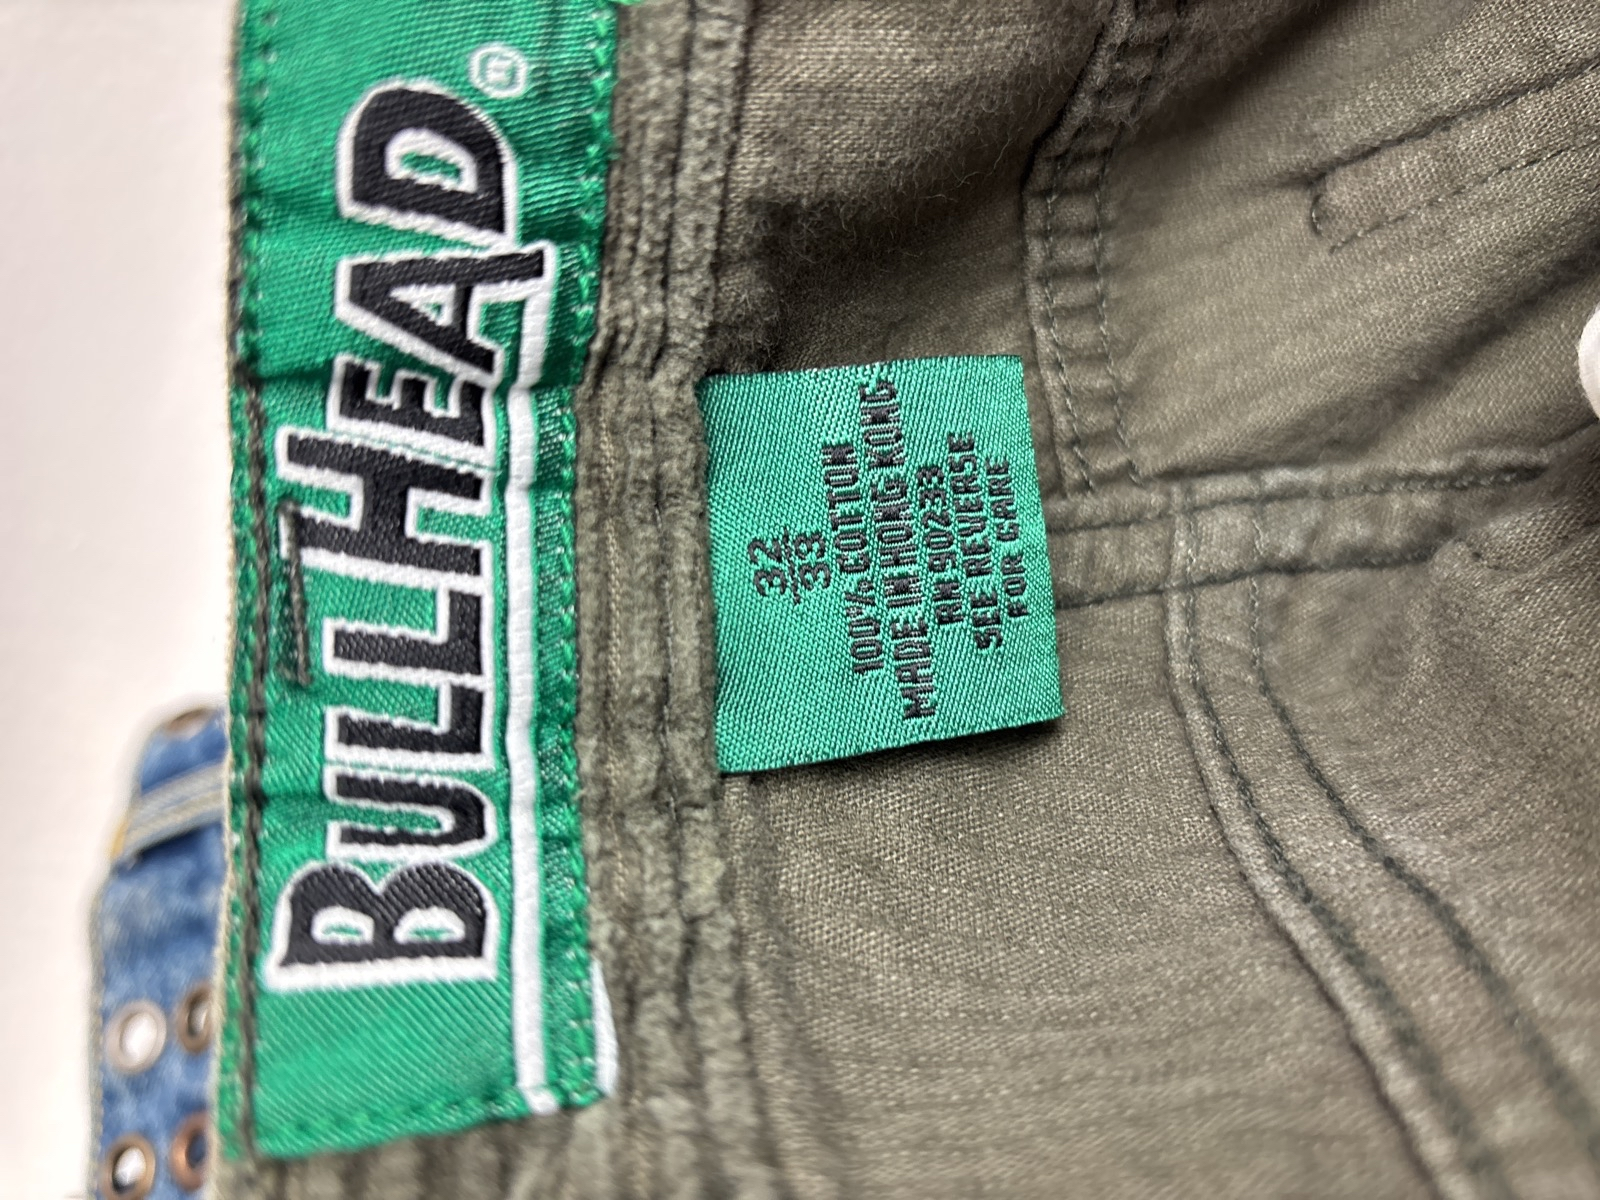 BULLHEAD®
32
33
100% COTTON
MADE IN HONG KONG
RN 90233
SEE REVERSE
FOR CARE